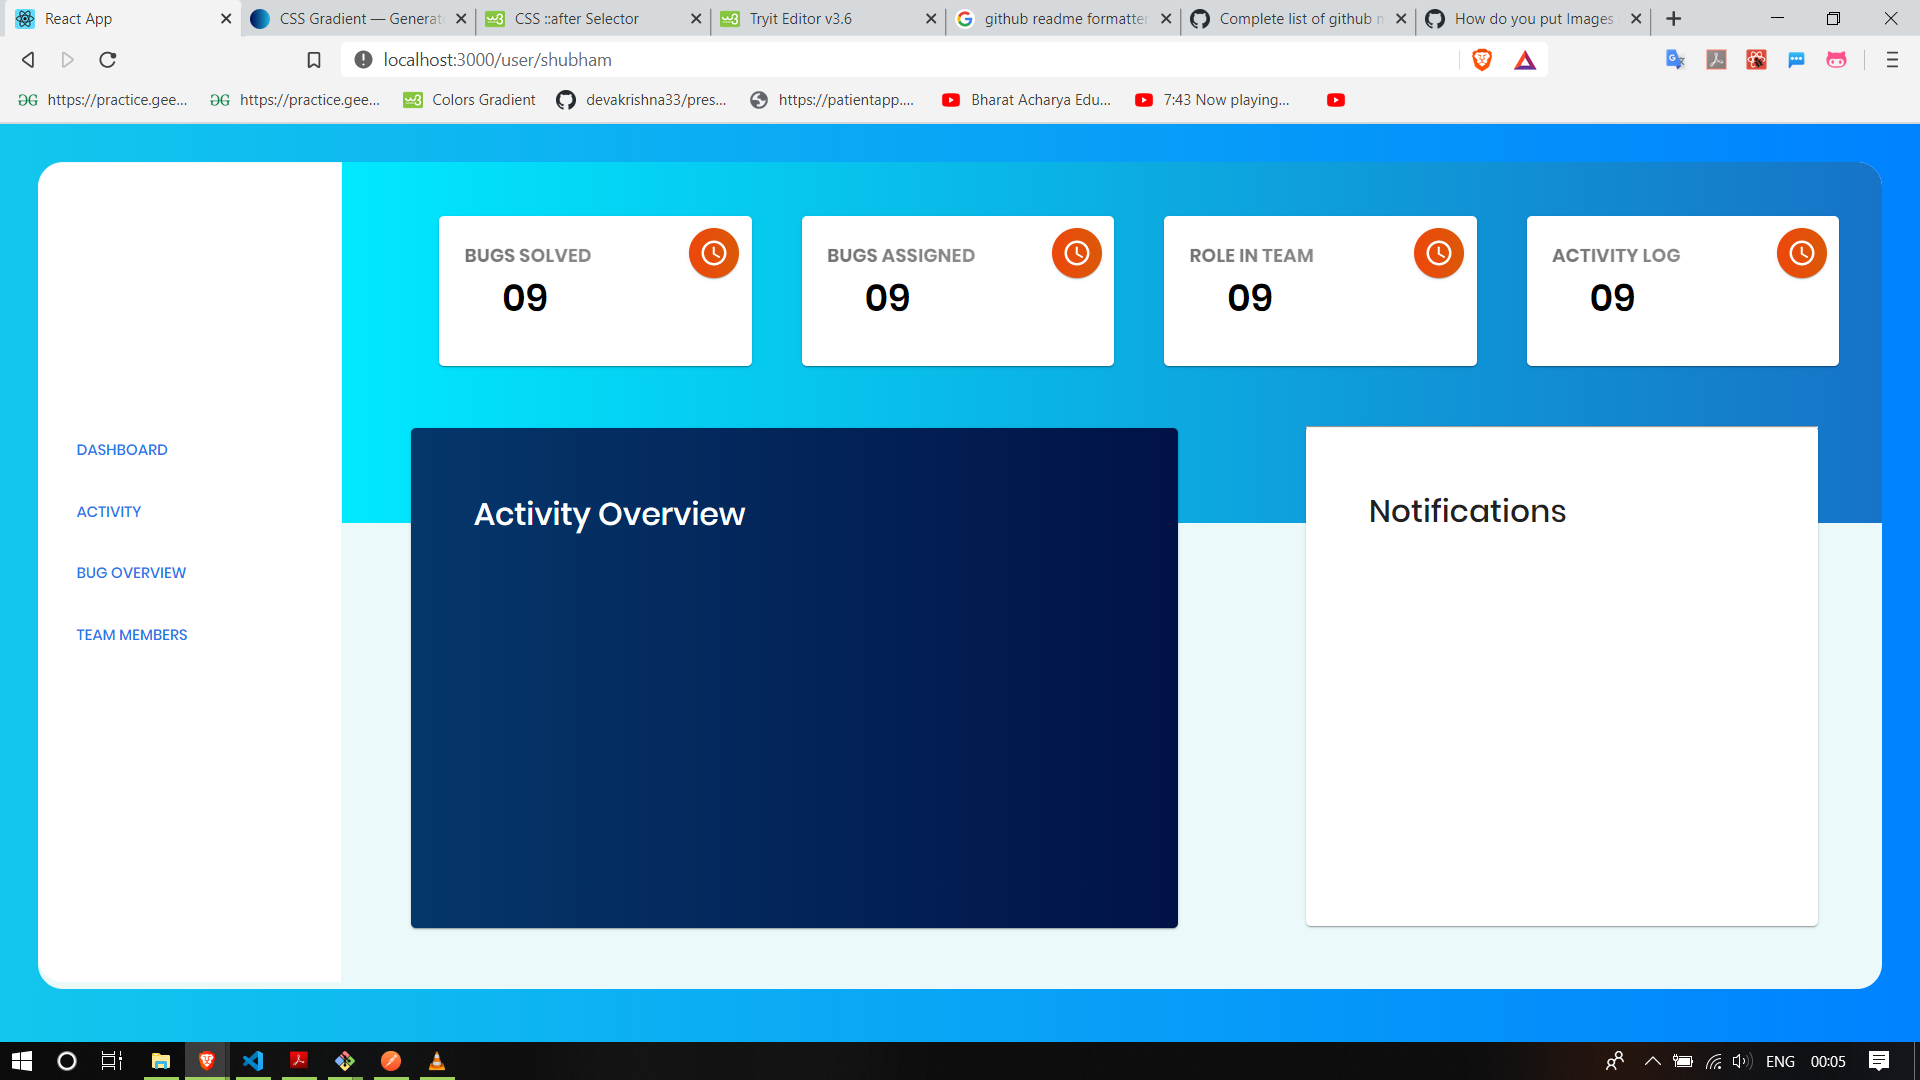 React App
CSS Gradient — Generat
CSS ::after Selector
Tryit Editor v3.6
github readme formatter
Complete list of github m
How do you put Images
localhost:3000/user/shubham
https://practice.gee...
https://practice.gee...
Colors Gradient
devakrishna33/pres...
https://patientapp....
Bharat Acharya Edu...
7:43 Now playing...
BUGS SOLVED
09
BUGS ASSIGNED
09
ROLE IN TEAM
09
ACTIVITY LOG
09
DASHBOARD
ACTIVITY
BUG OVERVIEW
TEAM MEMBERS
Activity Overview
Notifications
ENG
00:05